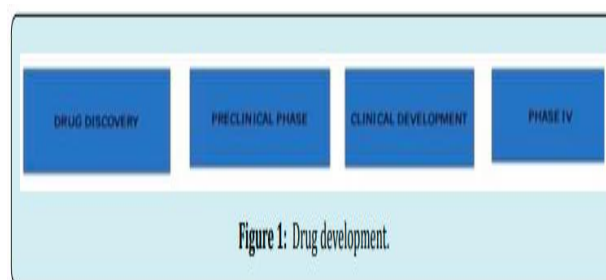 DRUG DISCOVERY
PRECLINICAL PHASE
CLINICAL DEVELOPMENT
PHASE IV
Figure 1: Drug development.